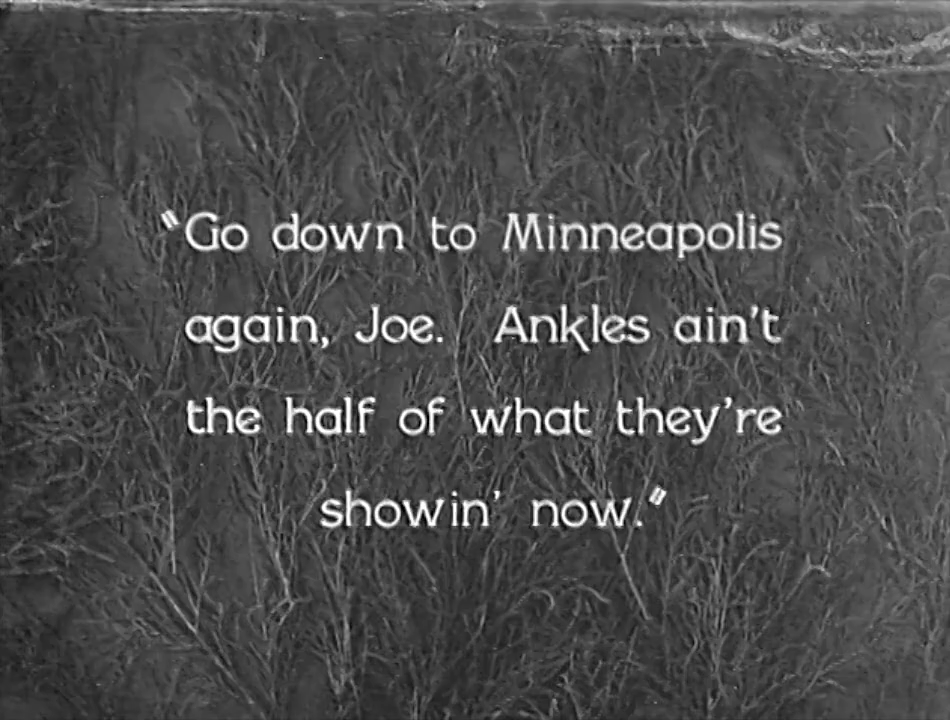 "Go down to Minneapolis
again, Joe. Ankles ain't
the half of what they're
showin' now."